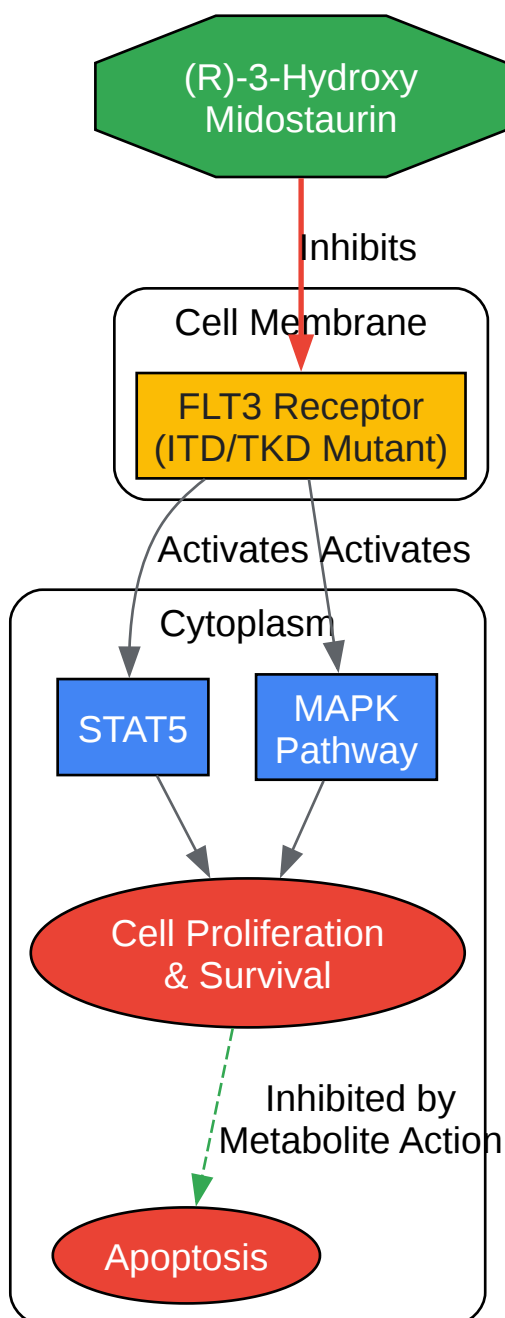 (R)-3-Hydroxy
Midostaurin
Inhibits
Cell Membrane
FLT3 Receptor
(ITD/TKD Mutant)
Activates
Activates
Cytoplasm
STAT5
MAPK
Pathway
Cell Proliferation
& Survival
Inhibited by
Metabolite Action
Apoptosis